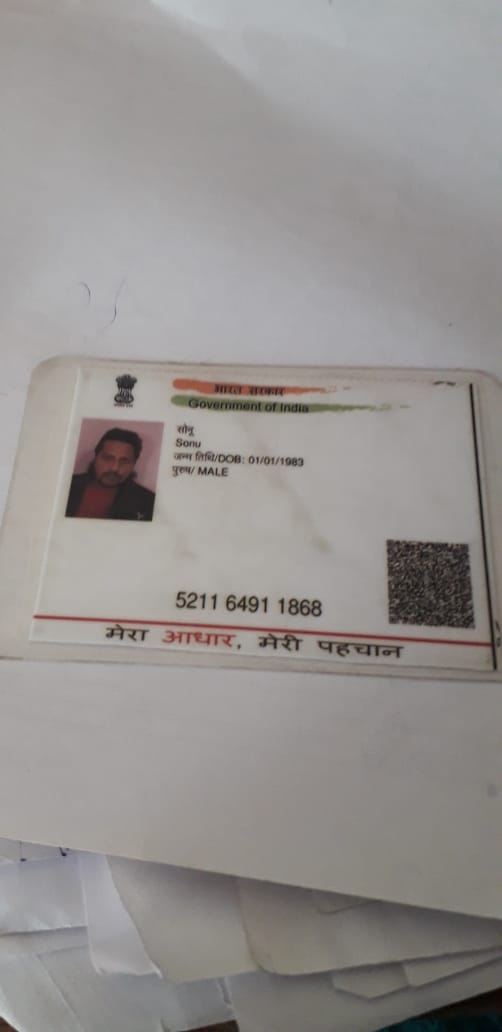 भारत सरकार
Government of India
सोनू
Sonu
जन्म तिथि/DOB: 01/01/1983
पुरुष/ MALE
5211 6491 1868
मेरा आधार, मेरी पहचान